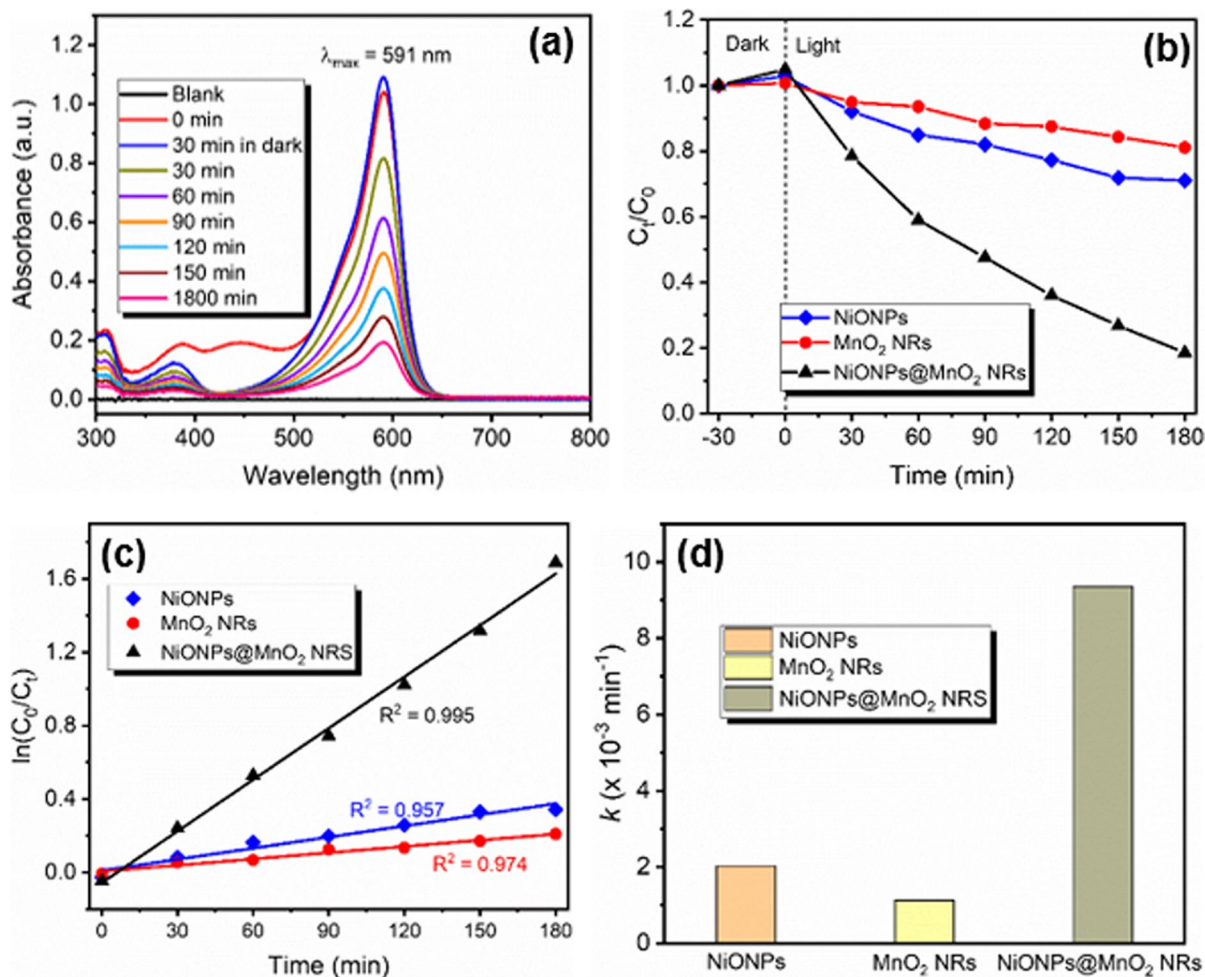 (a)
λmax = 591 nm
Blank
0 min
30 min in dark
30 min
60 min
90 min
120 min
150 min
1800 min
1.2
1.0
0.8
0.6
0.4
0.2
0.0
Absorbance (a.u.)
300 400 500 600 700 800
Wavelength (nm)
(b)
Dark Light
1.2
1.0
0.8
0.6
0.4
0.2
0.0
Ct/C0
NiONPs
MnO2 NRs
NiONPs@MnO2 NRs
-30 0 30 60 90 120 150 180
Time (min)
(c)
NiONPs
MnO2 NRs
NiONPs@MnO2 NRS
1.6
1.2
0.8
0.4
0.0
ln(C0/Ct)
R2 = 0.995
R2 = 0.957
R2 = 0.974
0 30 60 90 120 150 180
Time (min)
(d)
10
8
6
4
2
0
k (x 10-3 min-1)
NiONPs
MnO2 NRs
NiONPs@MnO2 NRS
NiONPs MnO2 NRs NiONPs@MnO2 NRs